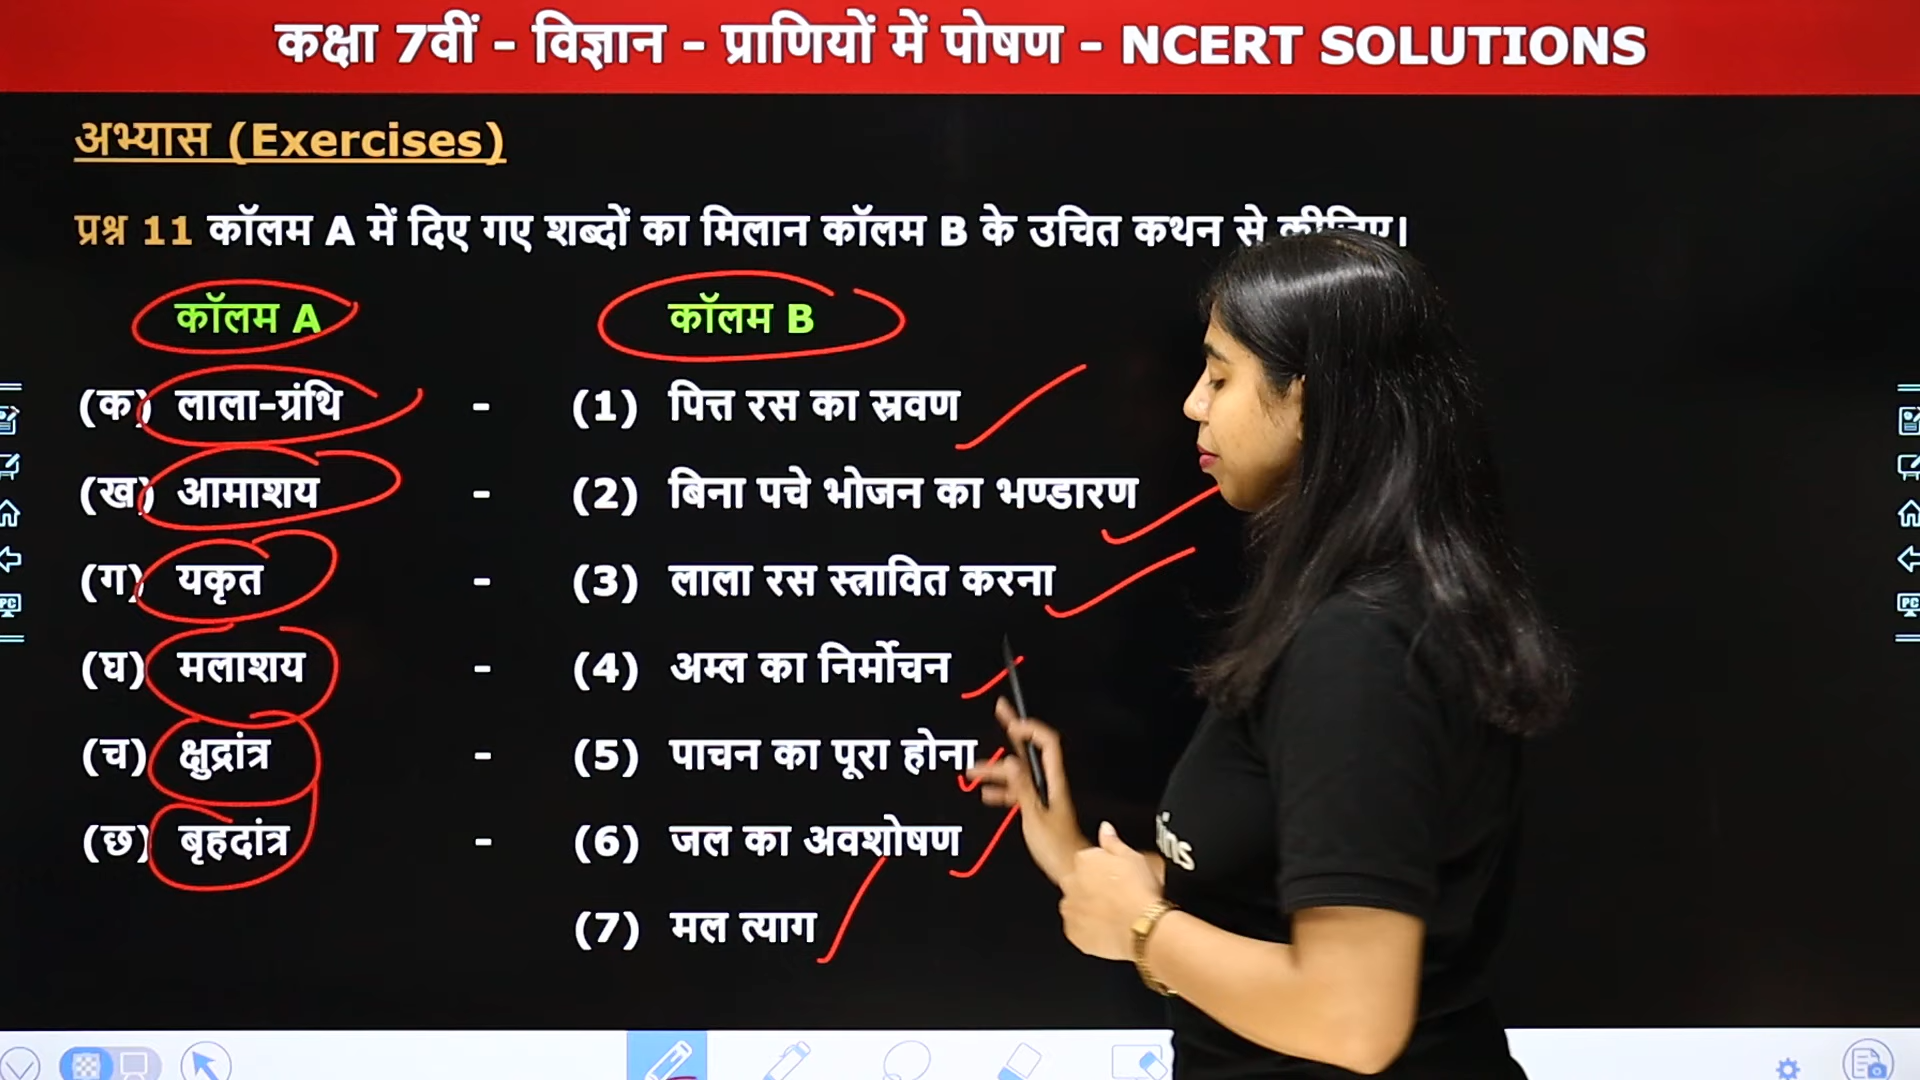 कक्षा 7वीं - विज्ञान - प्राणियों में पोषण - NCERT SOLUTIONS
अभ्यास (Exercises)
प्रश्न 11 कॉलम A में दिए गए शब्दों का मिलान कॉलम B के उचित कथन से कीजिए।
कॉलम A - कॉलम B
(क) लाला-ग्रंथि - (1) पित्त रस का स्रवण
(ख) आमाशय - (2) बिना पचे भोजन का भण्डारण
(ग) यकृत - (3) लाला रस स्त्रावित करना
(घ) मलाशय - (4) अम्ल का निर्मोचन
(च) क्षुद्रांत्र - (5) पाचन का पूरा होना
(छ) बृहदांत्र - (6) जल का अवशोषण
(7) मल त्याग
PC
PC